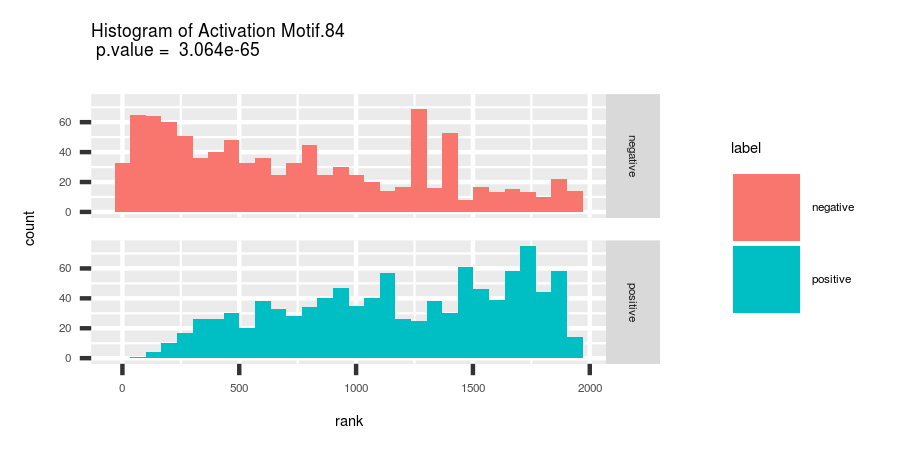 Histogram of Activation Motif.84
p.value = 3.064e-65
count
60
40
20
0
negative
60
40
20
0
positive
0
500
1000
1500
2000
rank
label
negative
positive